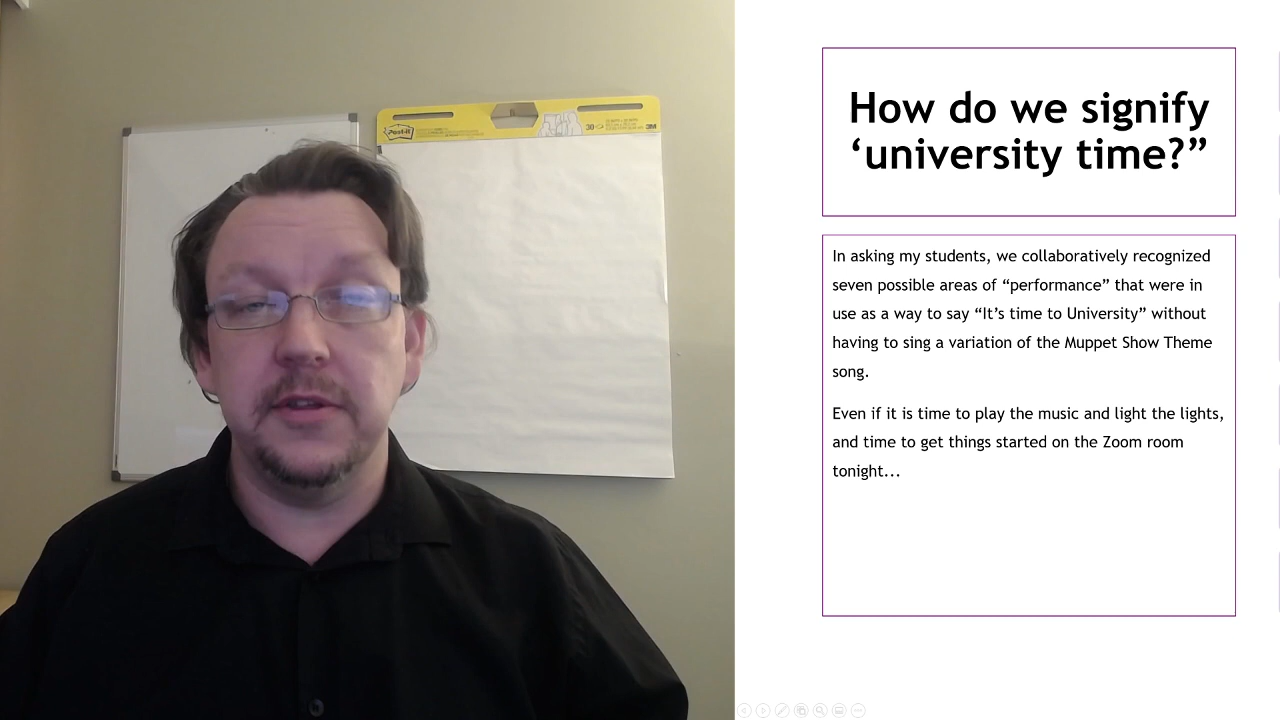 Post-it
30
3M
How do we signify
‘university time?”
In asking my students, we collaboratively recognized
seven possible areas of “performance” that were in
use as a way to say “It’s time to University” without
having to sing a variation of the Muppet Show Theme
song.
Even if it is time to play the music and light the lights,
and time to get things started on the Zoom room
tonight...